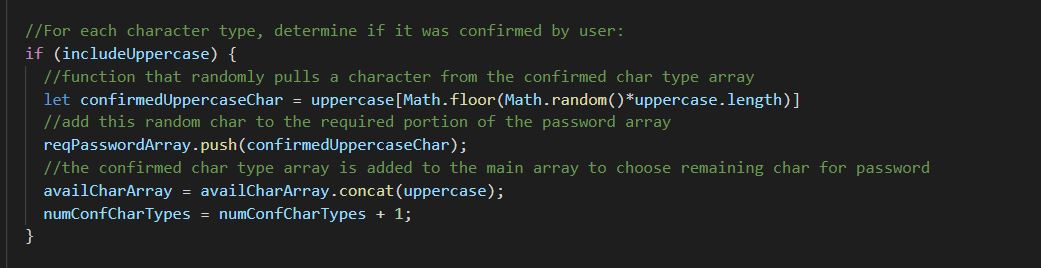 //For each character type, determine if it was confirmed by user:
if (includeUppercase) {
//function that randomly pulls a character from the confirmed char type array
let confirmedUppercaseChar = uppercase[Math.floor(Math.random()*uppercase.length)]
//add this random char to the required portion of the password array
reqPasswordArray.push(confirmedUppercaseChar);
//the confirmed char type array is added to the main array to choose remaining char for password
availCharArray = availCharArray.concat(uppercase);
numConfCharTypes = numConfCharTypes + 1;
}